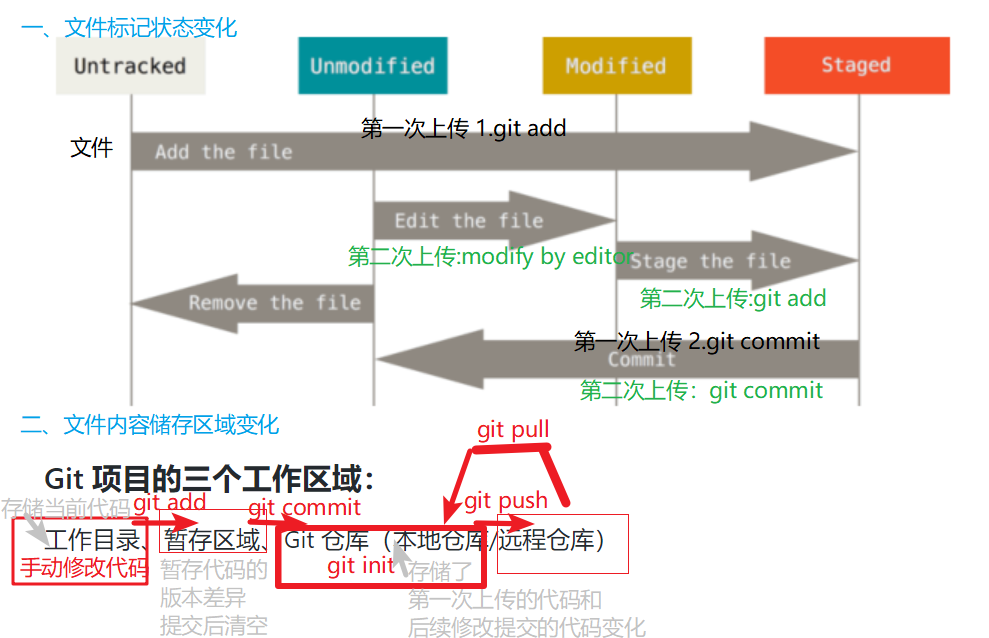 一、文件标记状态变化
Untracked
Unmodified
Modified
Staged
文件
第一次上传 1.git add
Add the file
Edit the file
第二次上传:modify by editor
Stage the file
第二次上传:git add
Remove the file
第一次上传 2.git commit
Commit
第二次上传：git commit
二、文件内容储存区域变化
git pull
Git 项目的三个工作区域：
存储当前代码
git add
git commit
git push
工作目录、暂存区域、Git 仓库（本地仓库/远程仓库）
手动修改代码
git init
暂存代码的
版本差异
提交后清空
存储了
第一次上传的代码和
后续修改提交的代码变化